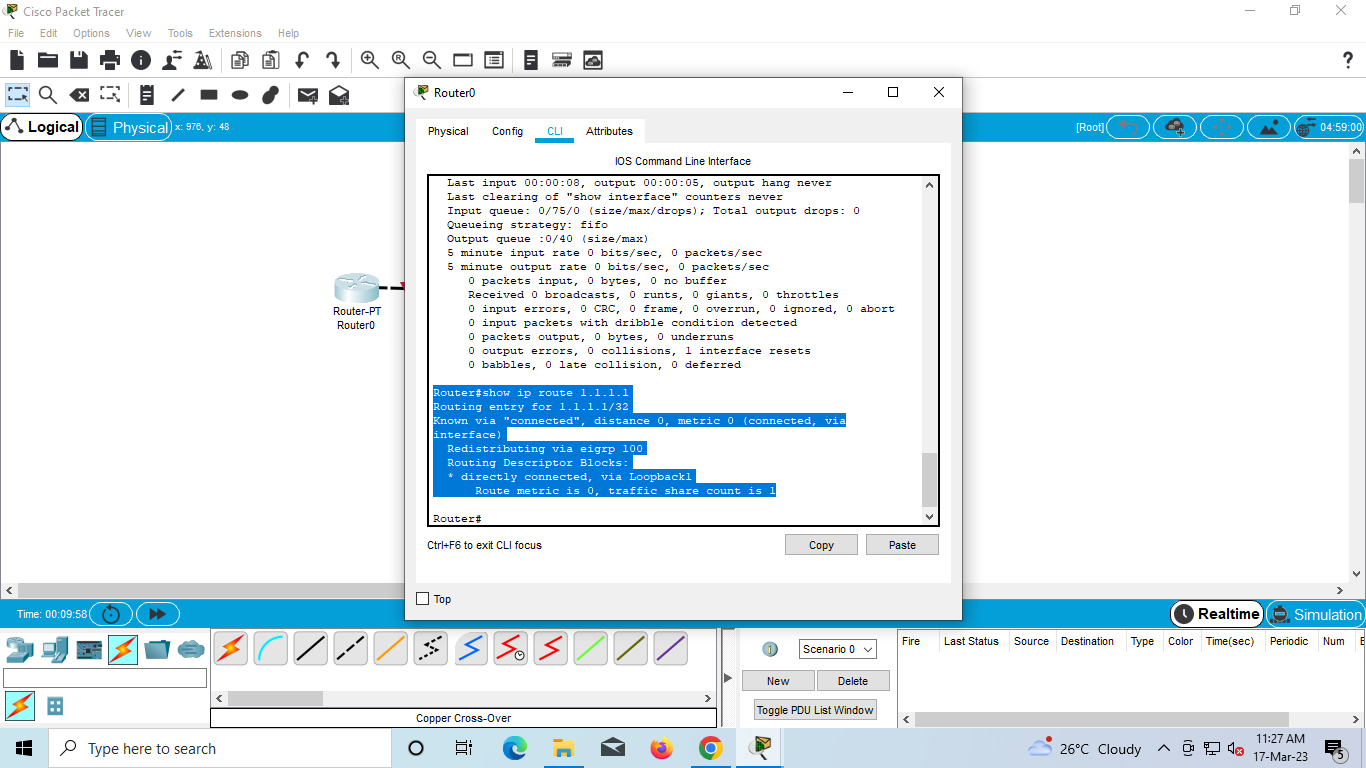 Cisco Packet Tracer
File Edit Options View Tools Extensions Help
Router0
Physical Config CLI Attributes
Logical Physical x: 976, y: 48
[Root] 04:59:00
IOS Command Line Interface
Last input 00:00:08, output 00:00:05, output hang never
Last clearing of "show interface" counters never
Input queue: 0/75/0 (size/max/drops); Total output drops: 0
Queueing strategy: fifo
Output queue :0/40 (size/max)
5 minute input rate 0 bits/sec, 0 packets/sec
5 minute output rate 0 bits/sec, 0 packets/sec
0 packets input, 0 bytes, 0 no buffer
Received 0 broadcasts, 0 runts, 0 giants, 0 throttles
0 input errors, 0 CRC, 0 frame, 0 overrun, 0 ignored, 0 abort
0 input packets with dribble condition detected
0 packets output, 0 bytes, 0 underruns
0 output errors, 0 collisions, 1 interface resets
0 babbles, 0 late collision, 0 deferred
Router#show ip route 1.1.1.1
Routing entry for 1.1.1.1/32
Known via "connected", distance 0, metric 0 (connected, via
interface)
Redistributing via eigrp 100
Routing Descriptor Blocks:
* directly connected, via Loopback1
Route metric is 0, traffic share count is 1
Router#
Ctrl+F6 to exit CLI focus
Copy Paste
Top
Router-PT
Router0
Time: 00:09:58
Realtime Simulation
Scenario 0
New Delete
Toggle PDU List Window
Fire Last Status Source Destination Type Color Time(sec) Periodic Num E
Copper Cross-Over
Type here to search
26°C Cloudy
11:27 AM
17-Mar-23
5